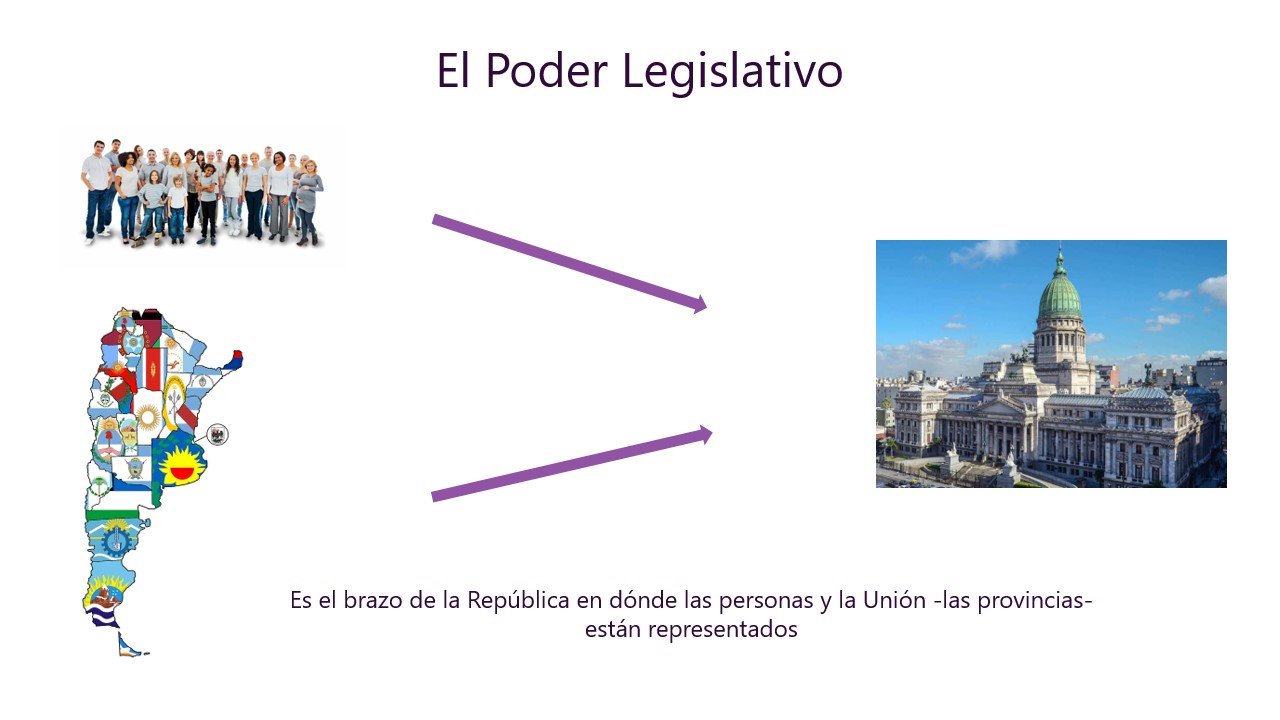 El Poder Legislativo
Es el brazo de la República en dónde las personas y la Unión -las provincias-
están representados